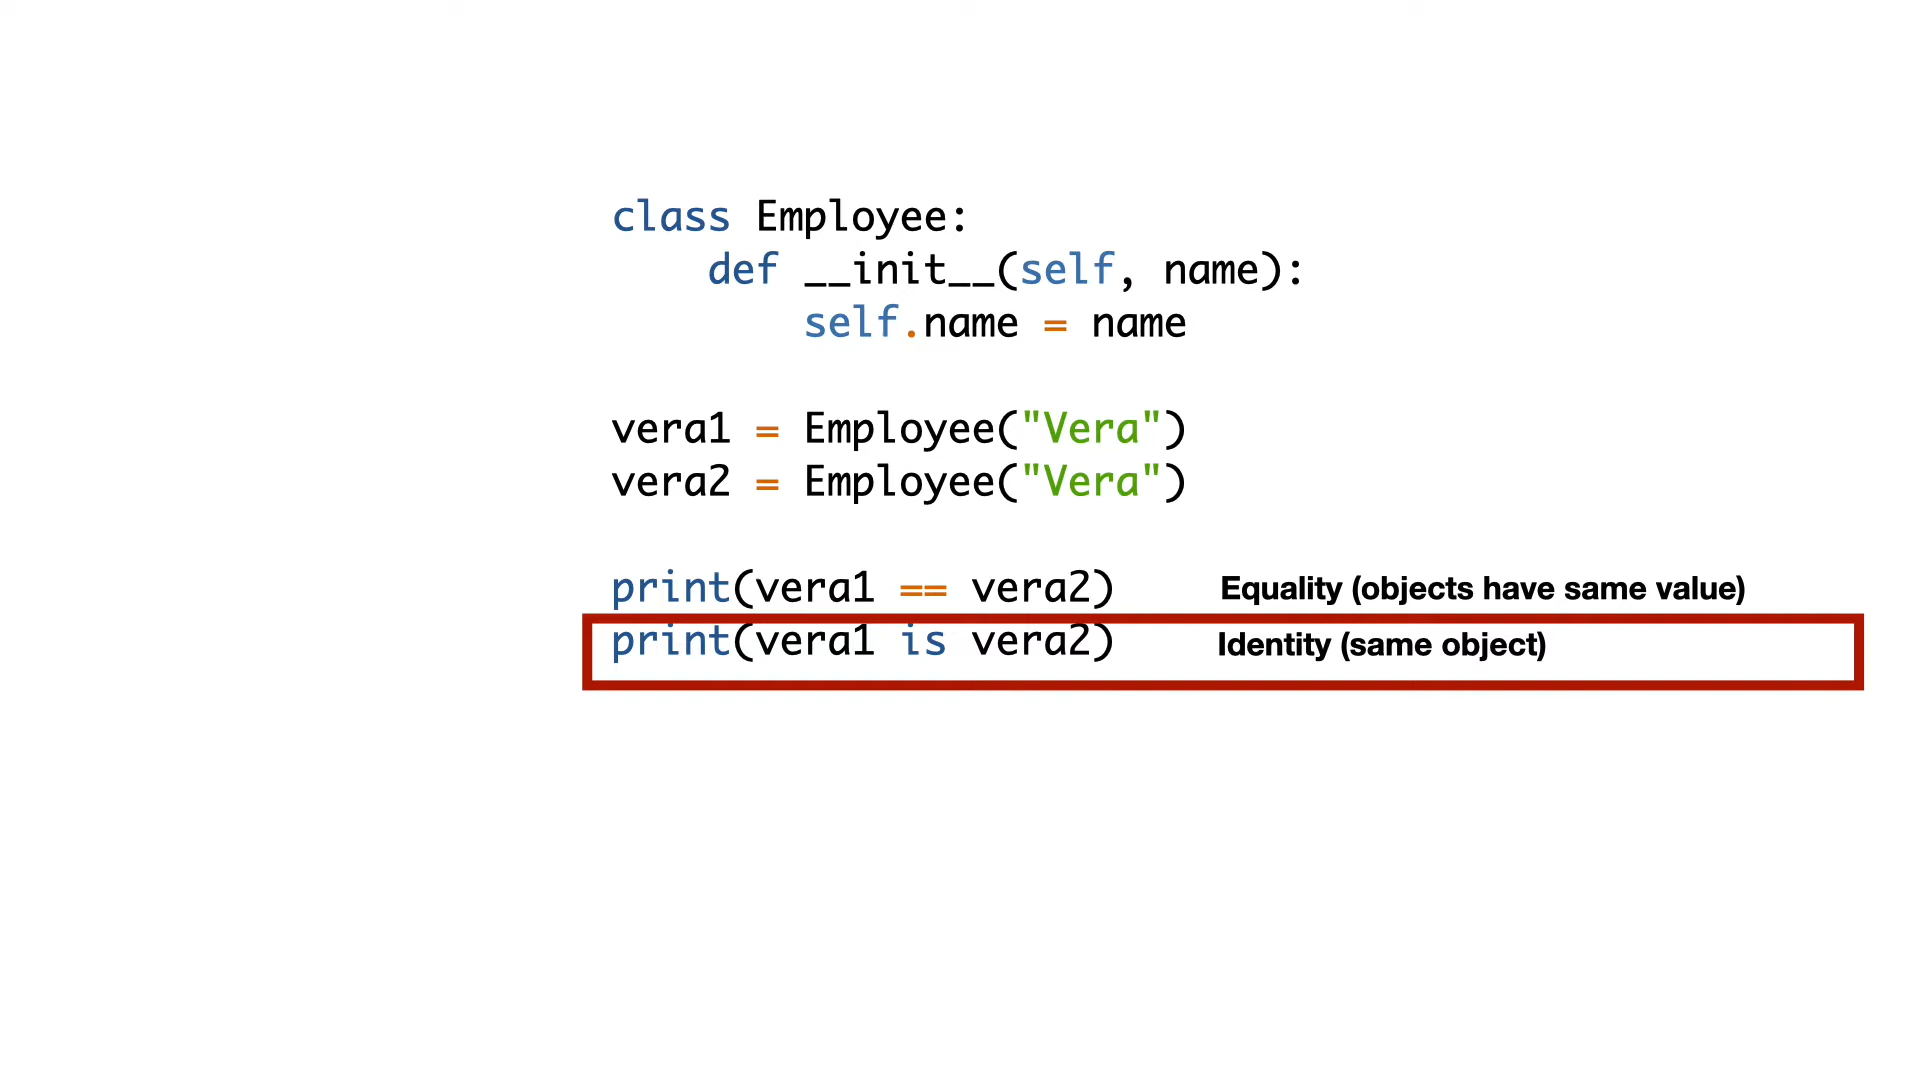 class Employee:
    def __init__(self, name):
        self.name = name
vera1 = Employee("Vera")
vera2 = Employee("Vera")
print(vera1 == vera2) Equality (objects have same value)
print(vera1 is vera2) Identity (same object)